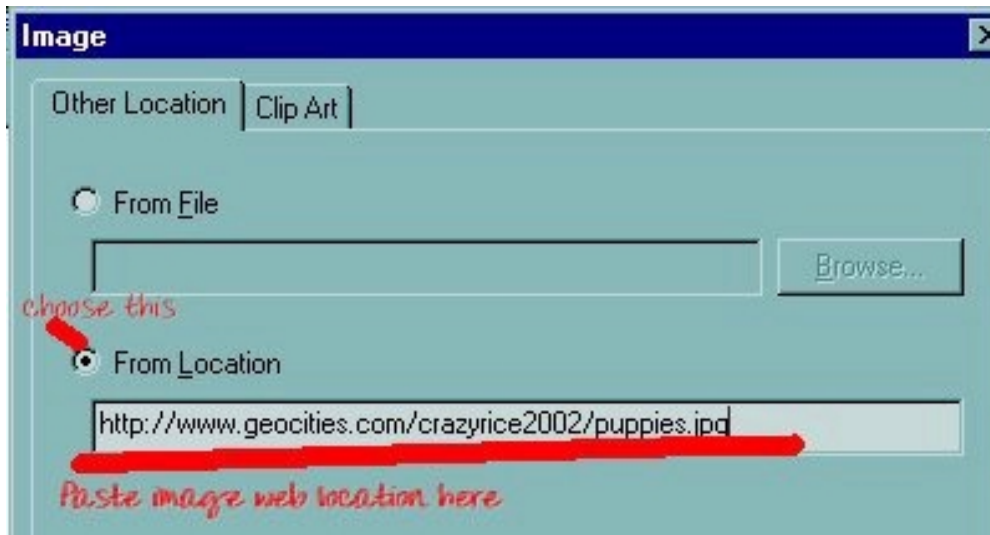 Image
Other Location Clip Art
From File
Browse...
choose this
From Location
http://www.geocities.com/crazyrice2002/puppies.jpg
Paste image web location here